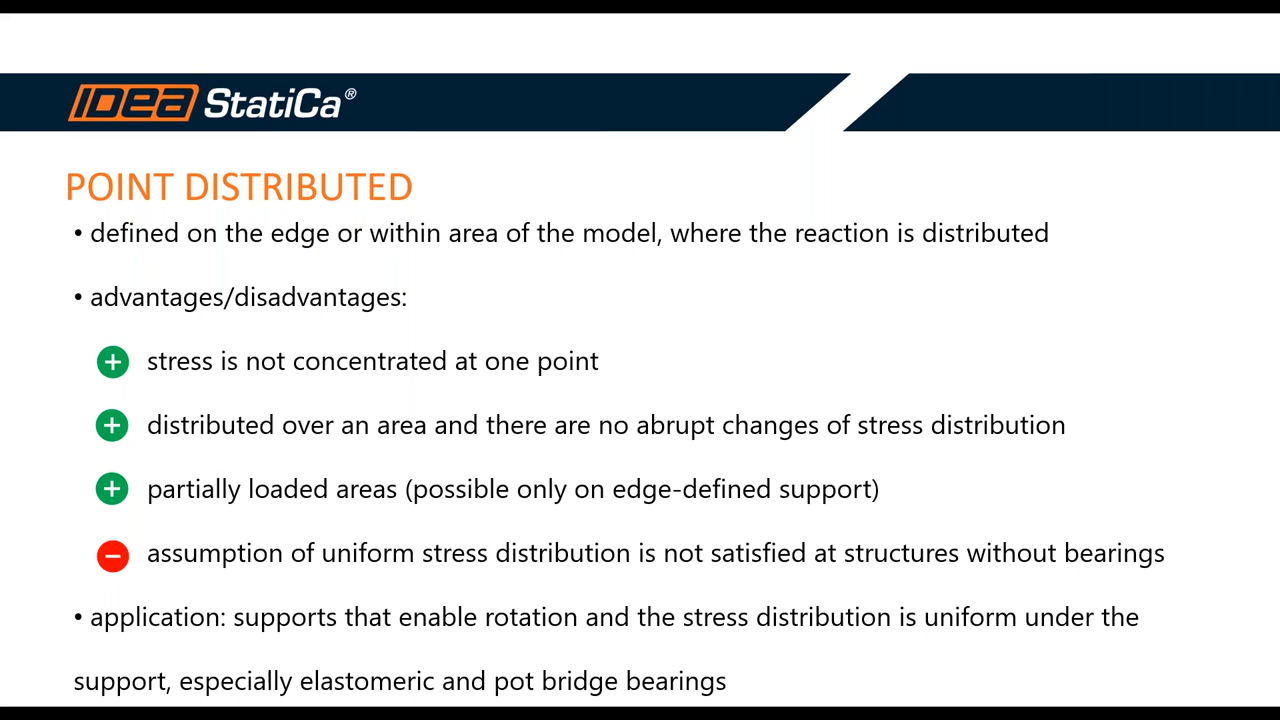 IDEA StatiCa®
POINT DISTRIBUTED
• defined on the edge or within area of the model, where the reaction is distributed
• advantages/disadvantages:
+ stress is not concentrated at one point
+ distributed over an area and there are no abrupt changes of stress distribution
+ partially loaded areas (possible only on edge-defined support)
− assumption of uniform stress distribution is not satisfied at structures without bearings
• application: supports that enable rotation and the stress distribution is uniform under the
support, especially elastomeric and pot bridge bearings